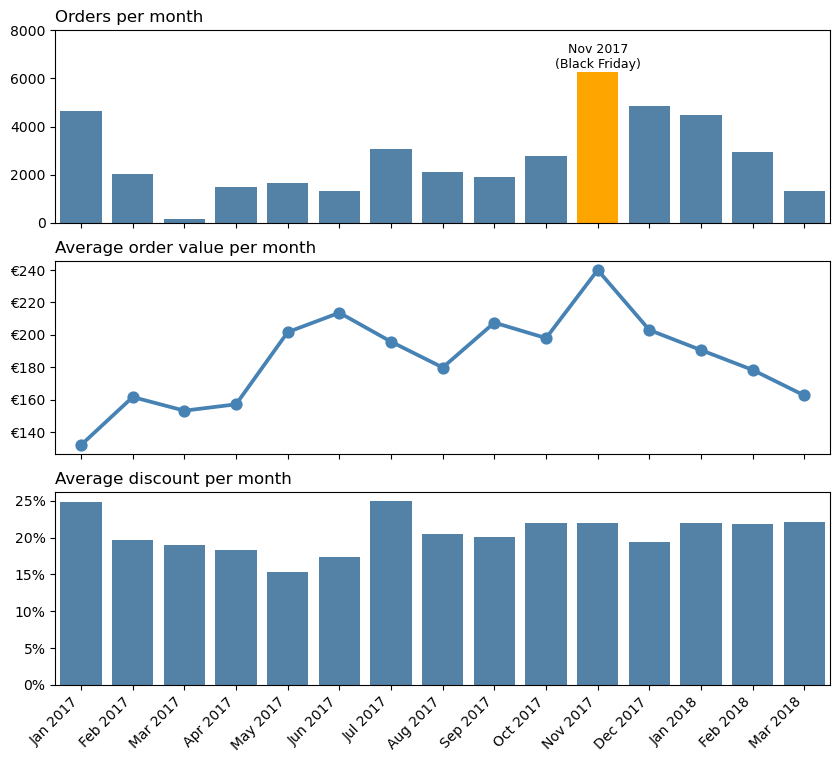 Orders per month
8000
6000
4000
2000
0
Nov 2017
(Black Friday)
Average order value per month
€240
€220
€200
€180
€160
€140
Average discount per month
25%
20%
15%
10%
5%
0%
Jan 2017
Feb 2017
Mar 2017
Apr 2017
May 2017
Jun 2017
Jul 2017
Aug 2017
Sep 2017
Oct 2017
Nov 2017
Dec 2017
Jan 2018
Feb 2018
Mar 2018